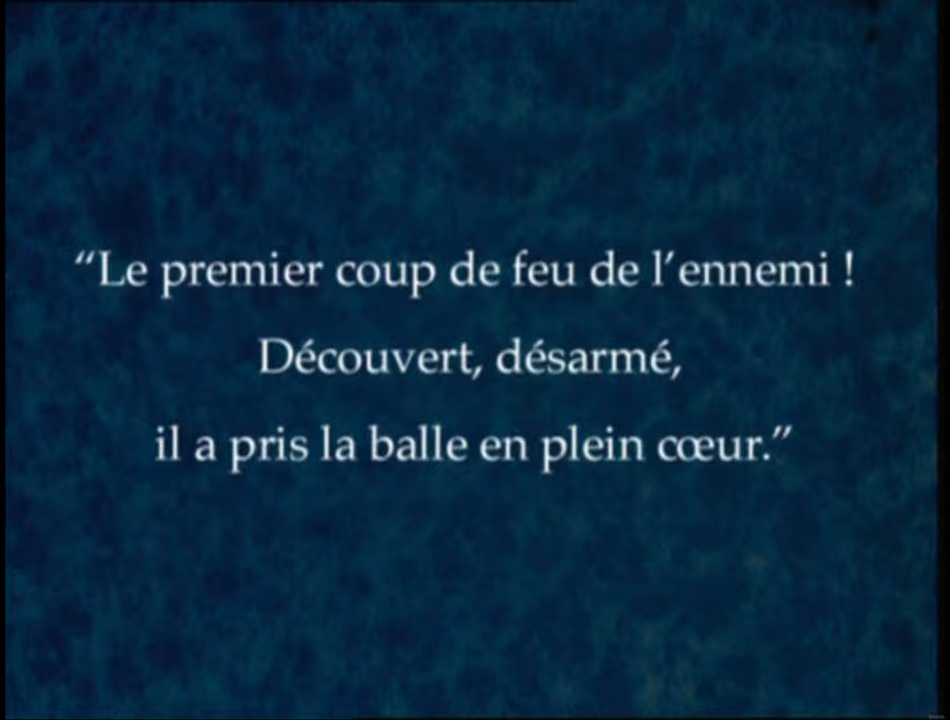 “Le premier coup de feu de l’ennemi !
Découvert, désarmé,
il a pris la balle en plein cœur.”